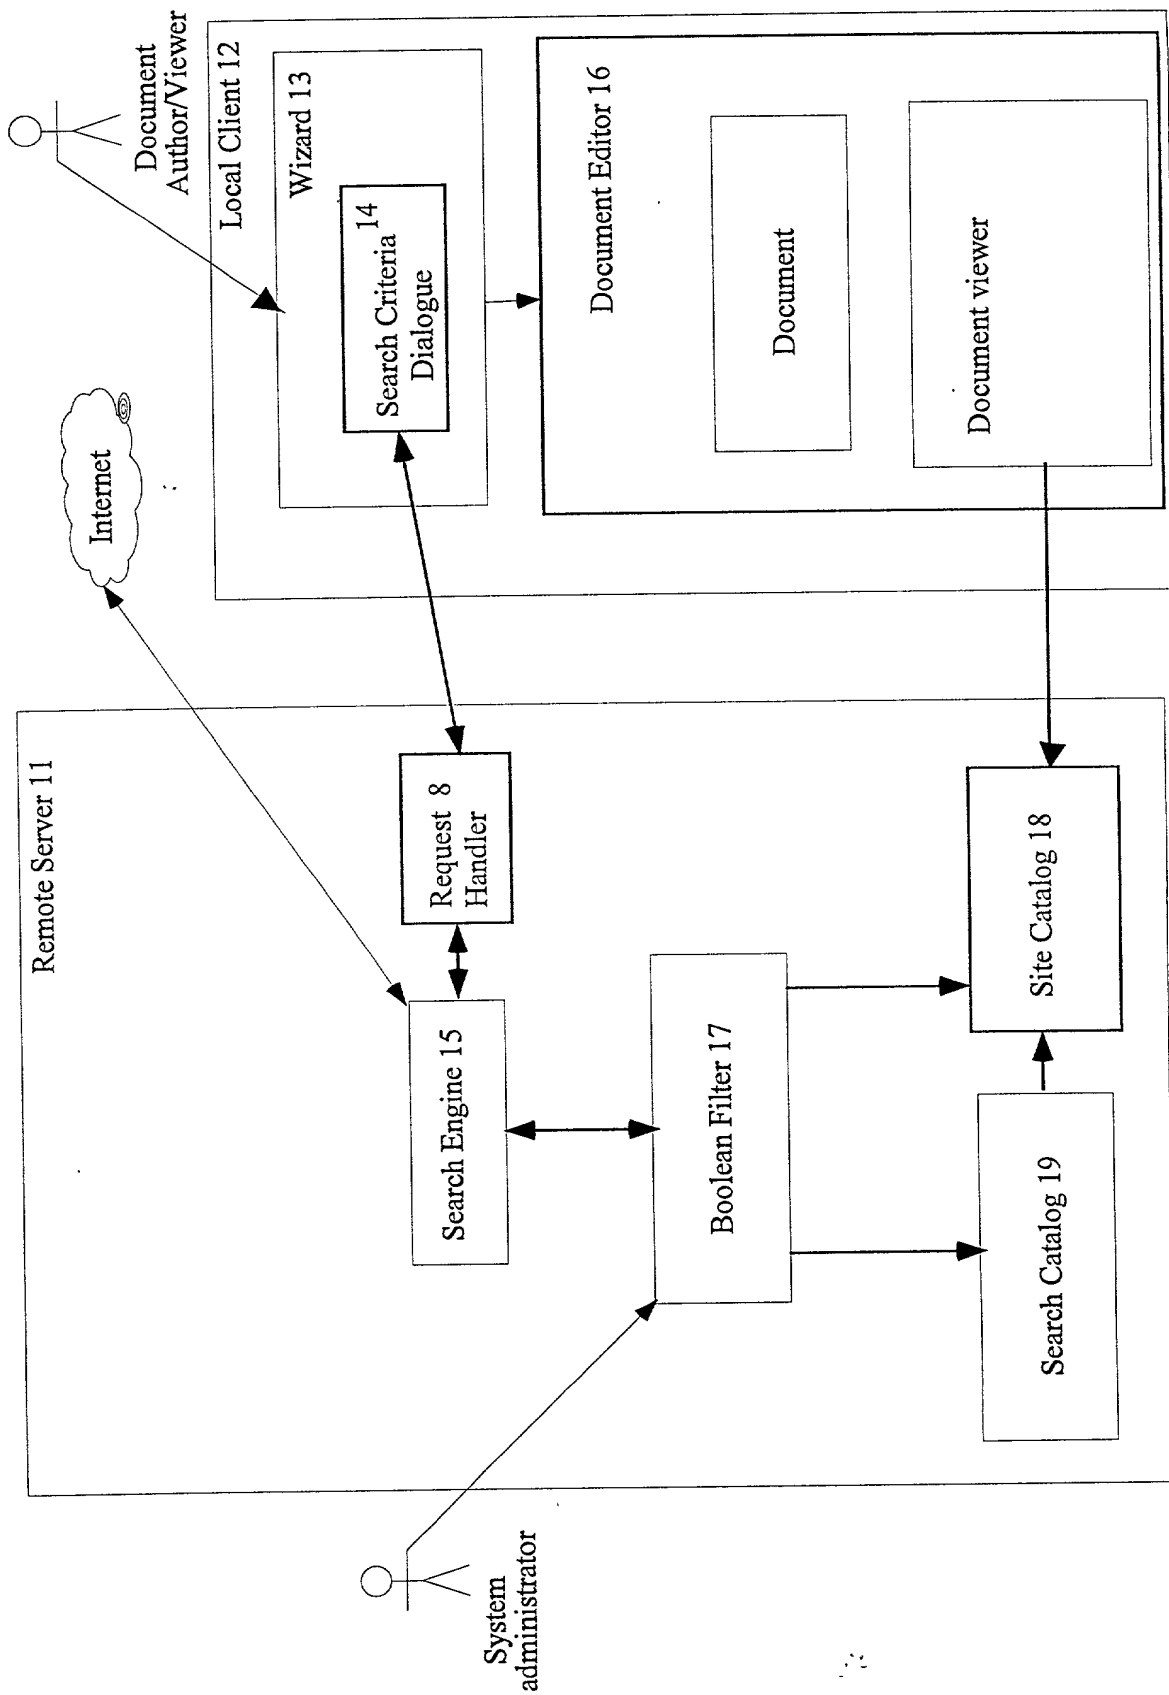 Remote Server 11
Internet
Document
Author/Viewer
Local Client 12
Wizard 13
Search Criteria 14
Dialogue
Request 8
Handler
Search Engine 15
System
administrator
Boolean Filter 17
Document Editor 16
Document
Document viewer
Search Catalog 19
Site Catalog 18